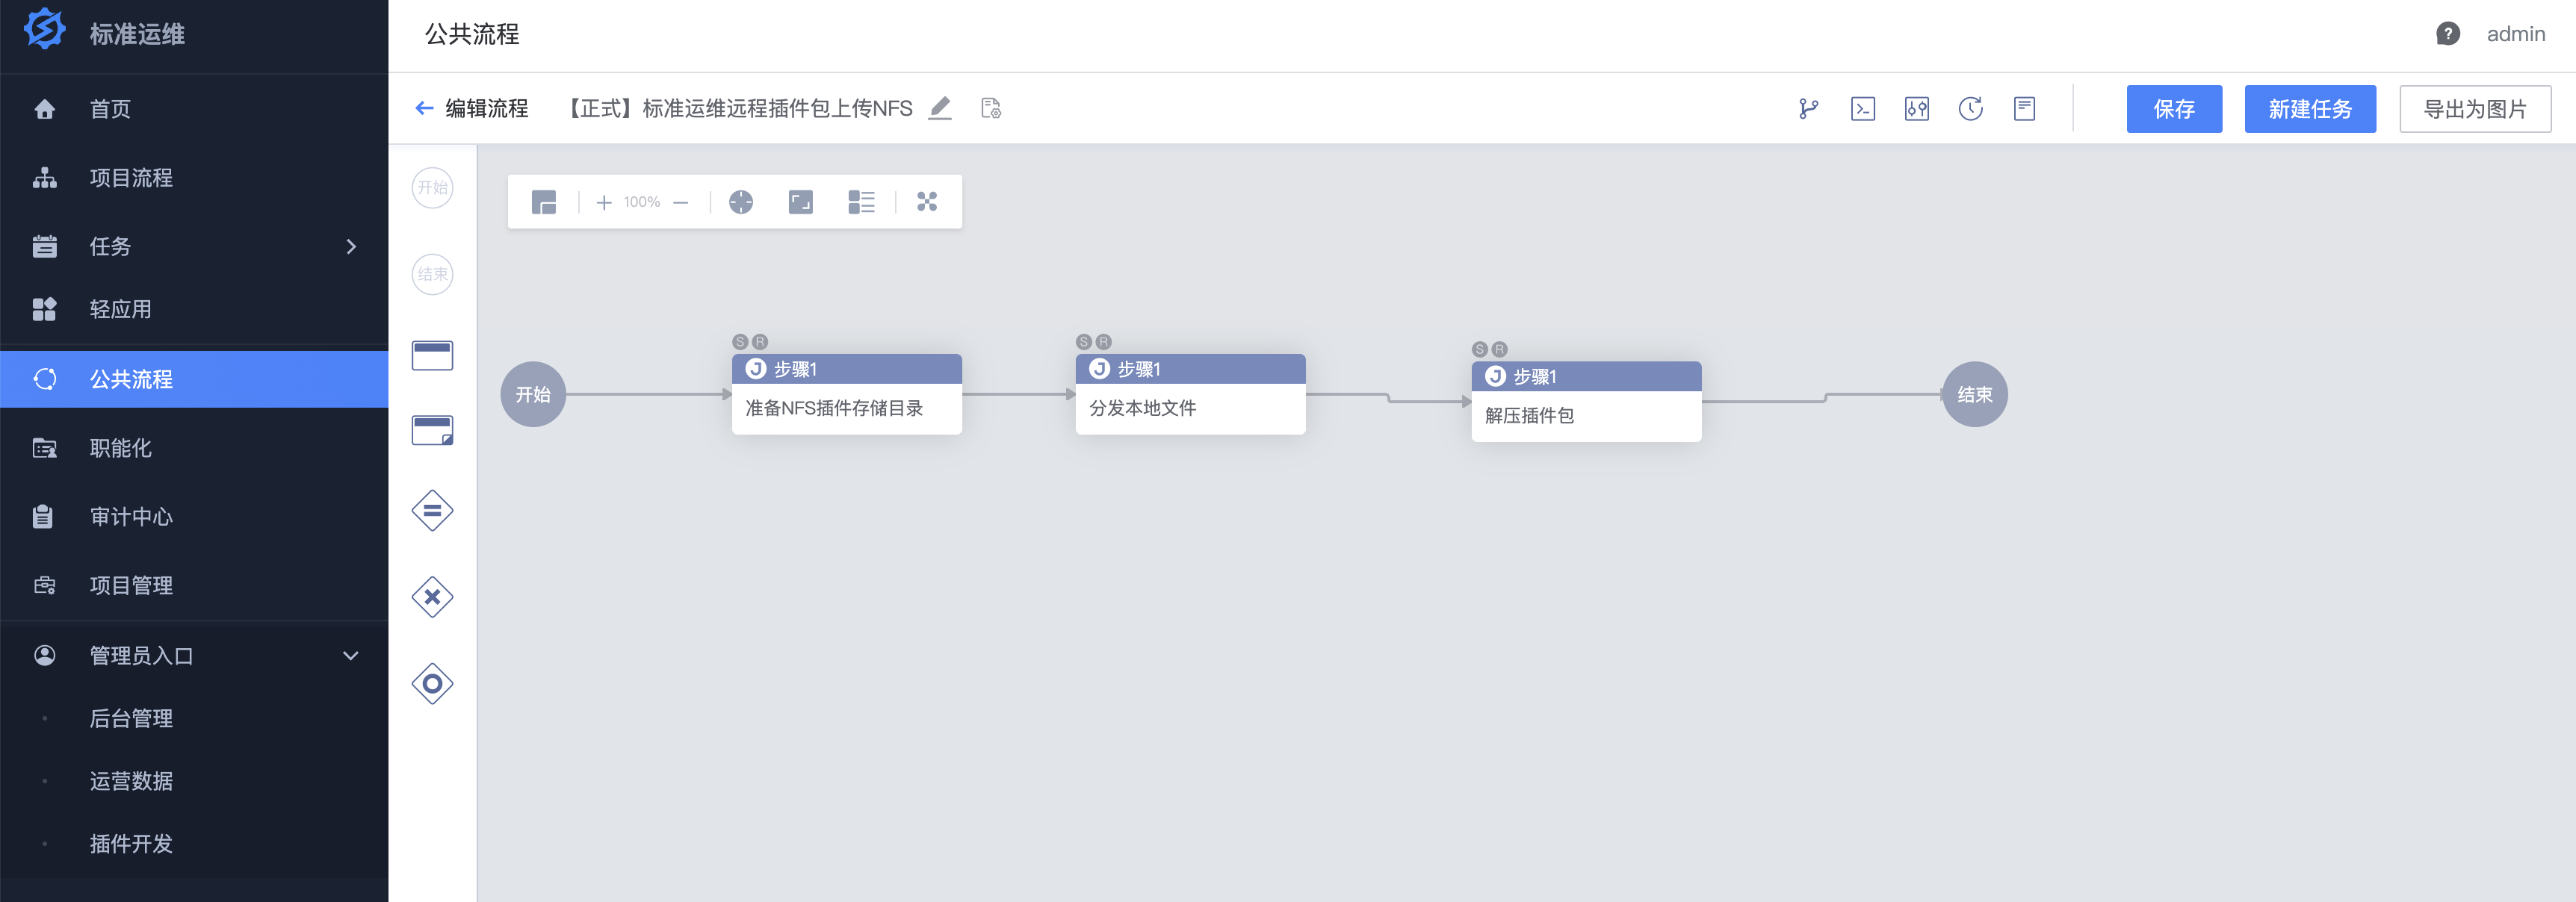 标准运维
首页
项目流程
任务
轻应用
公共流程
职能化
审计中心
项目管理
管理员入口
后台管理
运营数据
插件开发
公共流程
? admin
编辑流程 【正式】标准运维远程插件包上传NFS
保存 新建任务 导出为图片
开始
结束
100%
开始
S R
J 步骤1
准备NFS插件存储目录
S R
J 步骤1
分发本地文件
S R
J 步骤1
解压插件包
结束